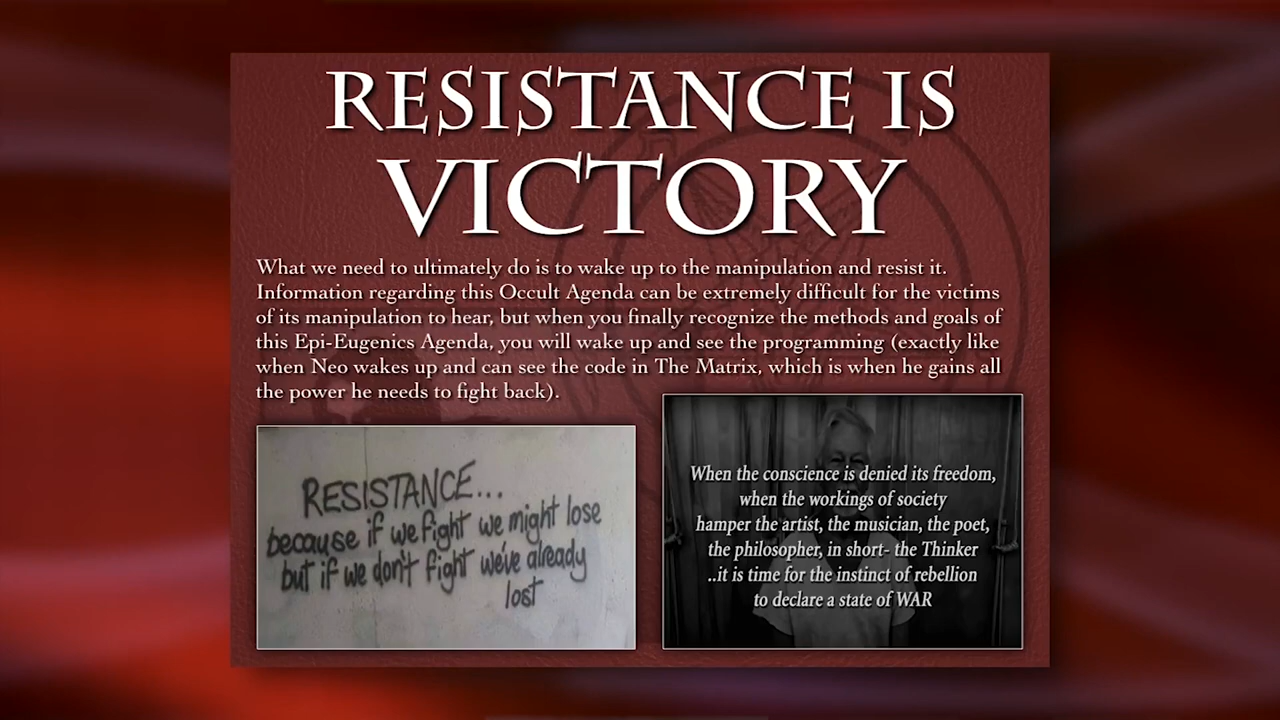 RESISTANCE IS
VICTORY
What we need to ultimately do is to wake up to the manipulation and resist it.
Information regarding this Occult Agenda can be extremely difficult for the victims
of its manipulation to hear, but when you finally recognize the methods and goals of
this Epi-Eugenics Agenda, you will wake up and see the programming (exactly like
when Neo wakes up and can see the code in The Matrix, which is when he gains all
the power he needs to fight back).
RESISTANCE...
because if we fight we might lose
but if we don't fight we've already
lost
When the conscience is denied its freedom,
when the workings of society
hamper the artist, the musician, the poet,
the philosopher, in short- the Thinker
..it is time for the instinct of rebellion
to declare a state of WAR